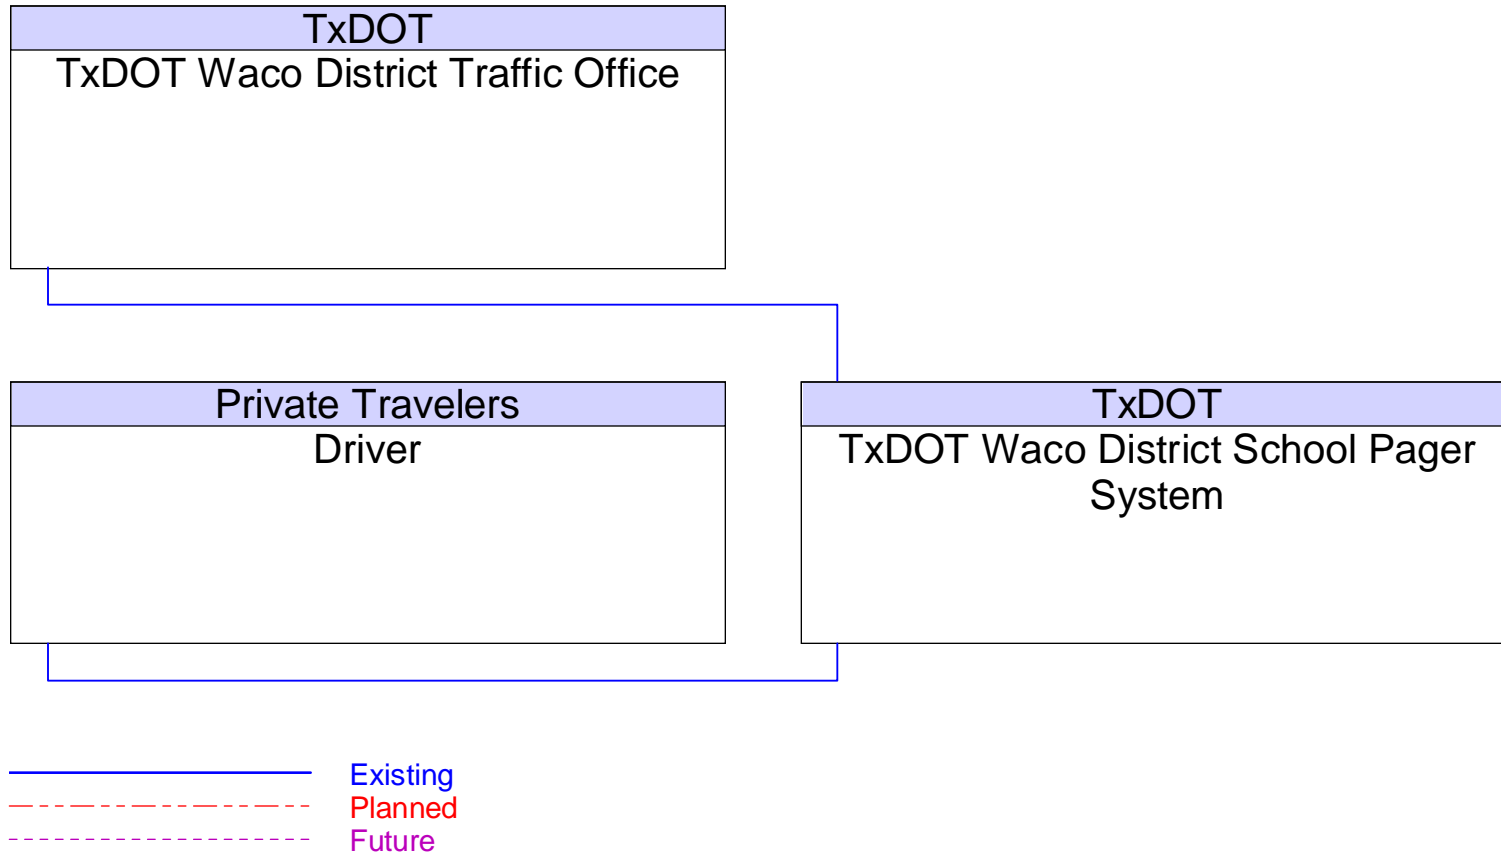 TxDOT
TxDOT Waco District Traffic Office
Private Travelers
Driver
TxDOT
TxDOT Waco District School Pager
System
Existing
Planned
Future